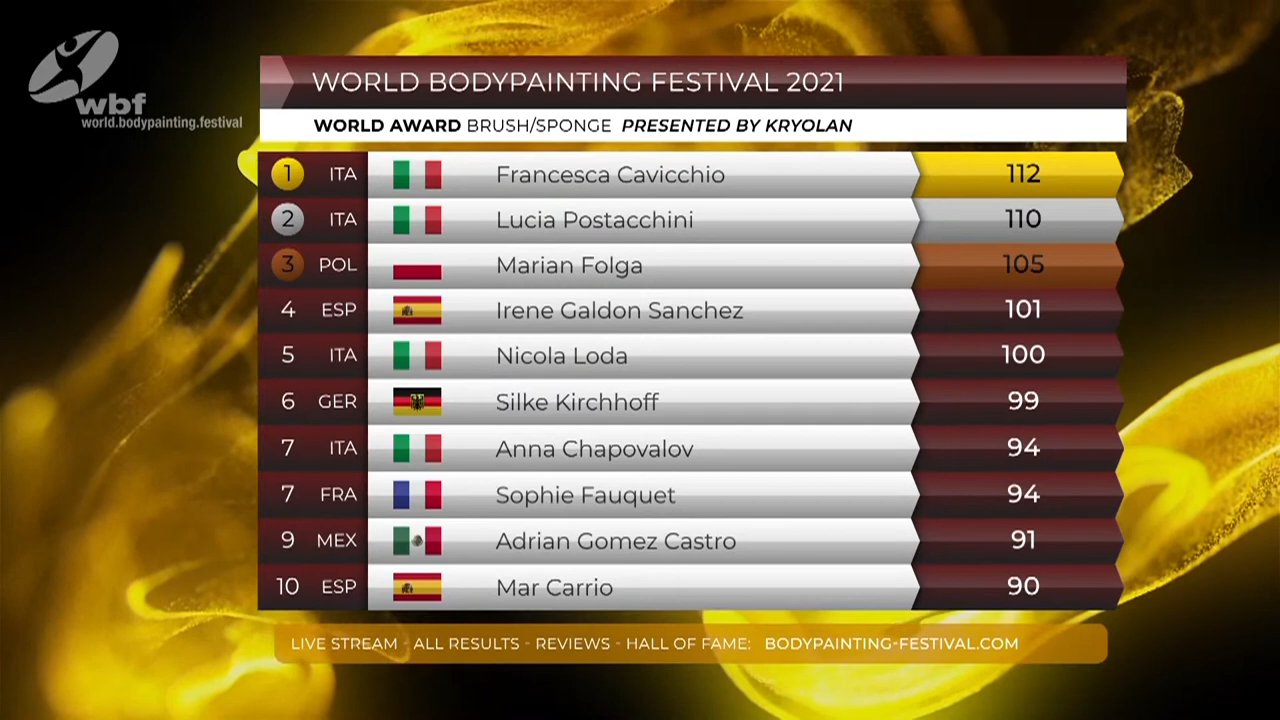 wbf
world.bodypainting.festival
WORLD BODYPAINTING FESTIVAL 2021
WORLD AWARD BRUSH/SPONGE PRESENTED BY KRYOLAN
1 ITA Francesca Cavicchio 112
2 ITA Lucia Postacchini 110
3 POL Marian Folga 105
4 ESP Irene Galdon Sanchez 101
5 ITA Nicola Loda 100
6 GER Silke Kirchhoff 99
7 ITA Anna Chapovalov 94
7 FRA Sophie Fauquet 94
9 MEX Adrian Gomez Castro 91
10 ESP Mar Carrio 90
LIVE STREAM - ALL RESULTS - REVIEWS - HALL OF FAME: BODYPAINTING-FESTIVAL.COM